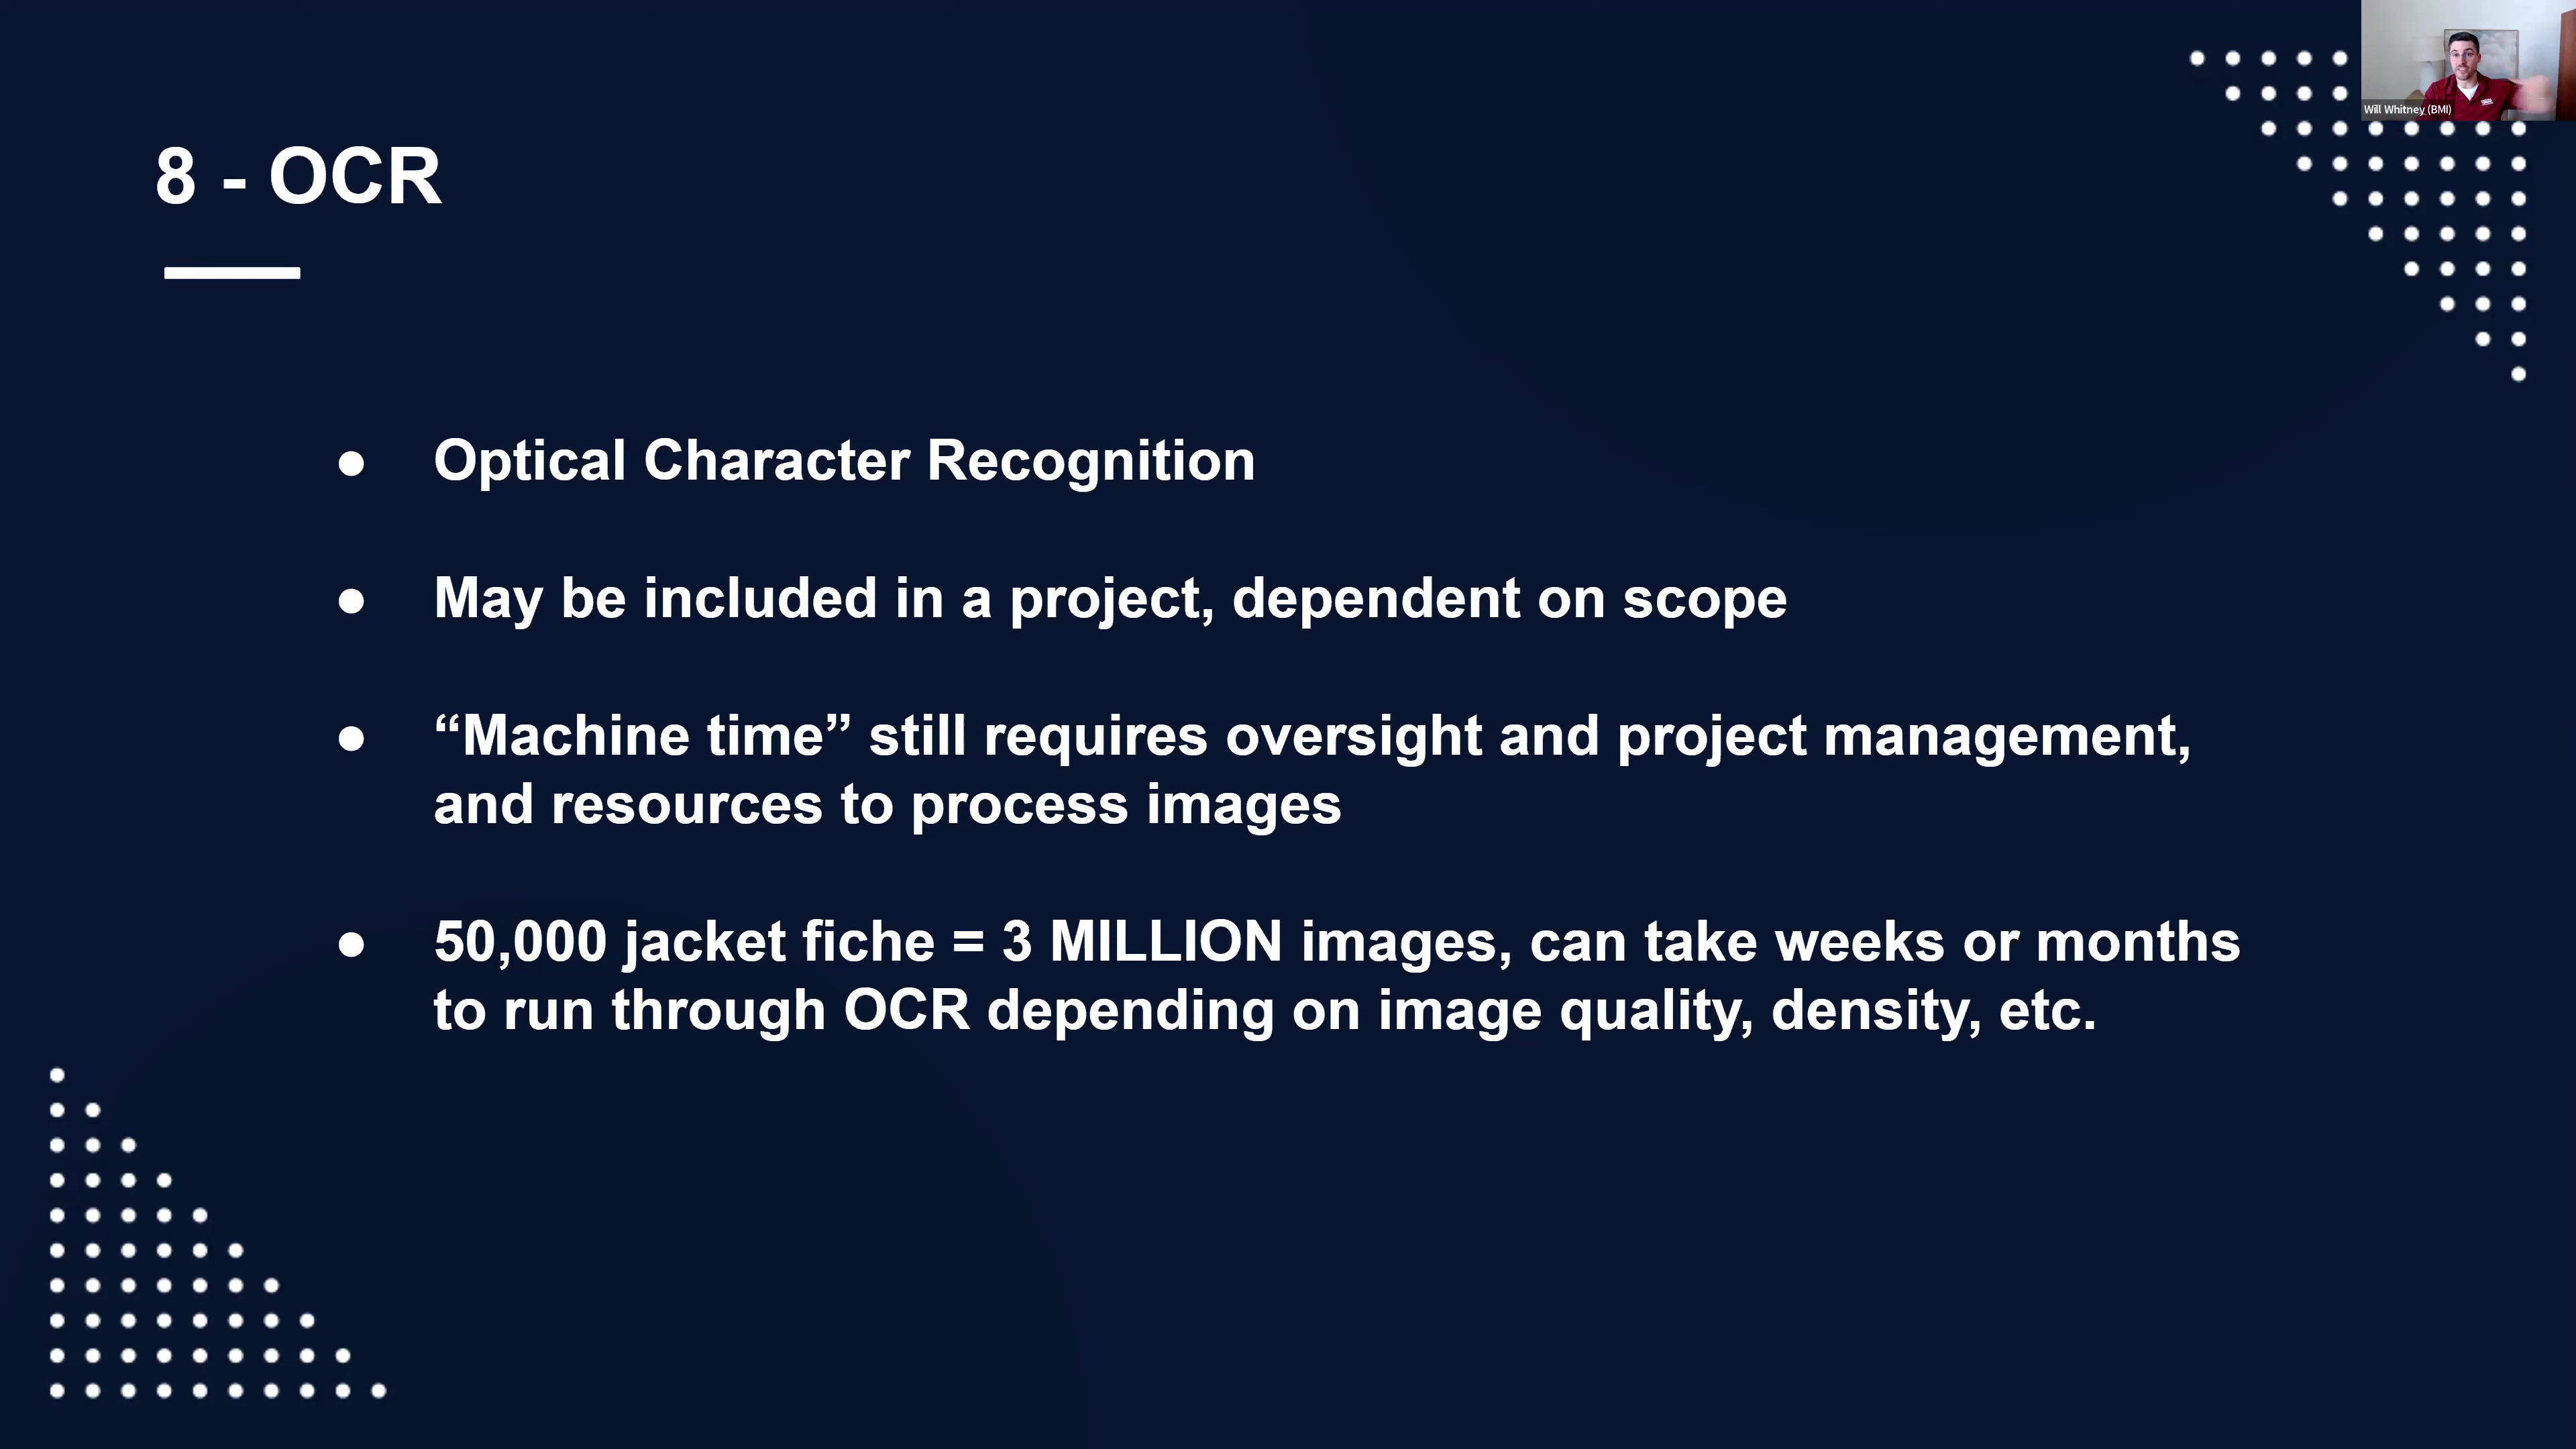 8 - OCR
● Optical Character Recognition
● May be included in a project, dependent on scope
● “Machine time” still requires oversight and project management,
and resources to process images
● 50,000 jacket fiche = 3 MILLION images, can take weeks or months
to run through OCR depending on image quality, density, etc.
Will Whitney (BMI)